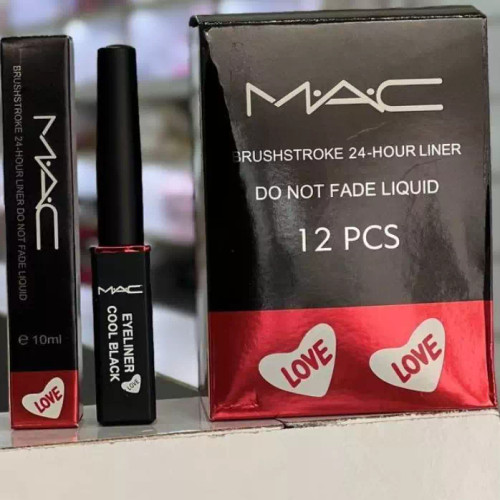 M·A·C
BRUSHSTROKE 24-HOUR LINER DO NOT FADE LIQUID
e 10ml
LOVE
MAC
EYELINER
COOL BLACK
LOVE
M·A·C
BRUSHSTROKE 24-HOUR LINER
DO NOT FADE LIQUID
12 PCS
LOVE
LOVE